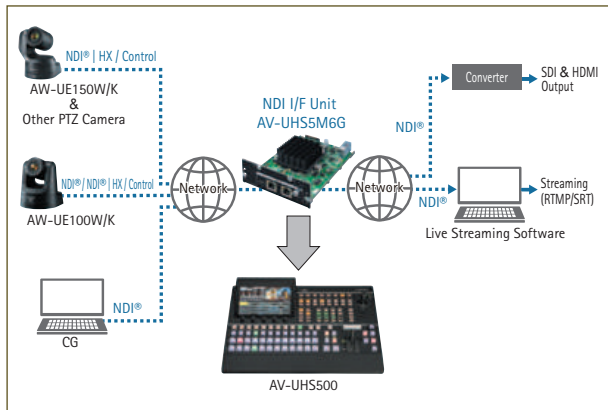 NDI® | HX / Control
AW-UE150W/K
&
Other PTZ Camera
NDI® / NDI® | HX / Control
AW-UE100W/K
NDI®
CG
Network
NDI I/F Unit
AV-UHS5M6G
Network
AV-UHS500
NDI®
Converter
SDI & HDMI
Output
NDI®
Live Streaming Software
Streaming
(RTMP/SRT)